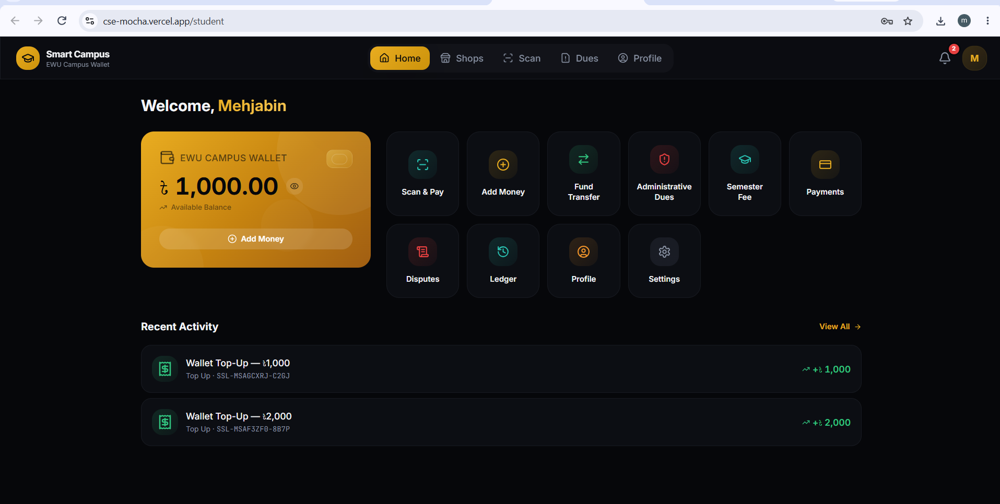 cse-mocha.vercel.app/student
m
Smart Campus
EWU Campus Wallet
Home
Shops
Scan
Dues
Profile
2
M
Welcome, Mehjabin
EWU CAMPUS WALLET
৳ 1,000.00
Available Balance
Add Money
Scan & Pay
Add Money
Fund
Transfer
Administrative
Dues
Semester
Fee
Payments
Disputes
Ledger
Profile
Settings
Recent Activity
View All →
Wallet Top-Up — ৳1,000
Top Up · SSL-MSAGCXRJ-C2GJ
+৳ 1,000
Wallet Top-Up — ৳2,000
Top Up · SSL-MSAF3ZF0-8B7P
+৳ 2,000